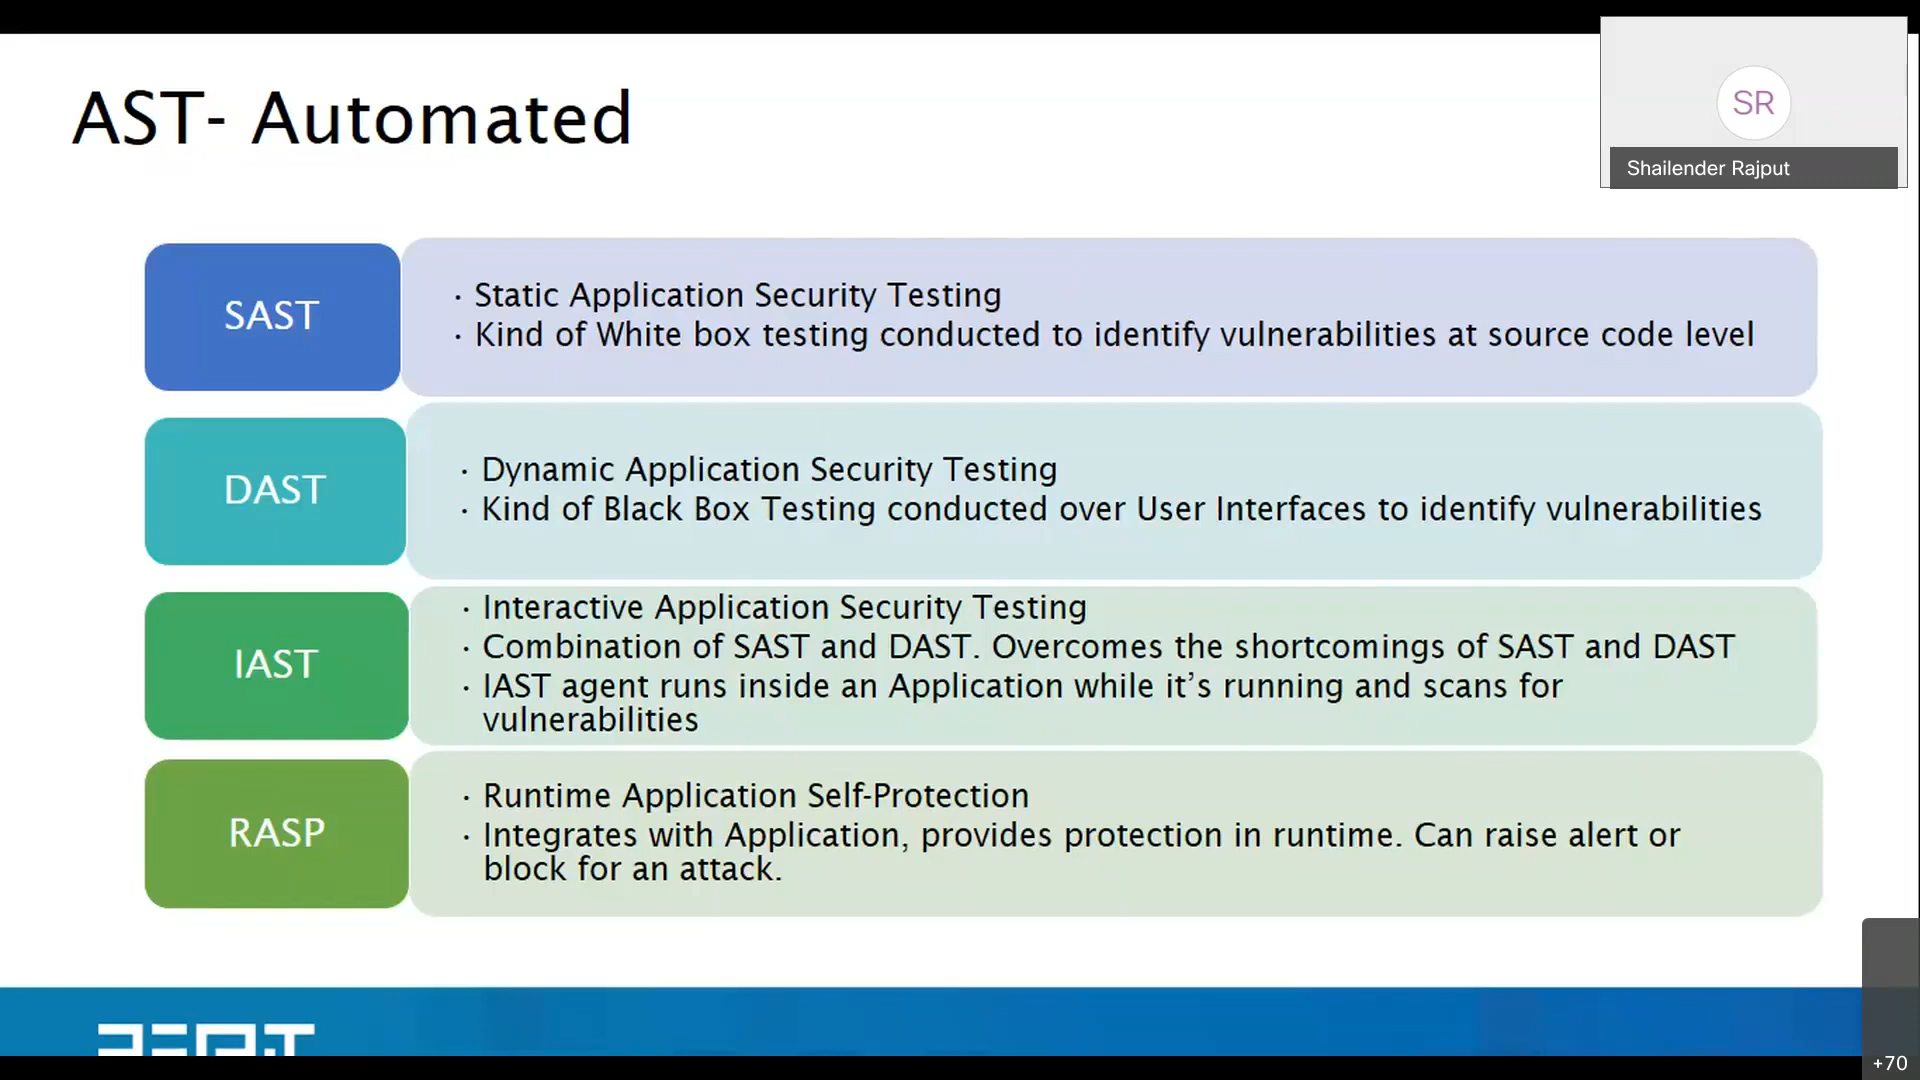 AST- Automated
SR
Shailender Rajput
SAST
· Static Application Security Testing
· Kind of White box testing conducted to identify vulnerabilities at source code level
DAST
· Dynamic Application Security Testing
· Kind of Black Box Testing conducted over User Interfaces to identify vulnerabilities
IAST
· Interactive Application Security Testing
· Combination of SAST and DAST. Overcomes the shortcomings of SAST and DAST
· IAST agent runs inside an Application while it’s running and scans for
vulnerabilities
RASP
· Runtime Application Self-Protection
· Integrates with Application, provides protection in runtime. Can raise alert or
block for an attack.
+70